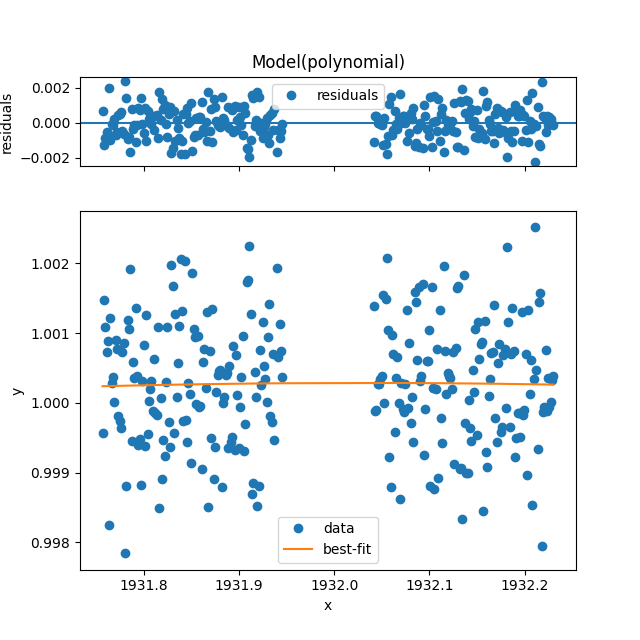 Model(polynomial)
residuals
0.002
0.000
−0.002
residuals
y
1.002
1.001
1.000
0.999
0.998
data
best-fit
1931.8 1931.9 1932.0 1932.1 1932.2
x